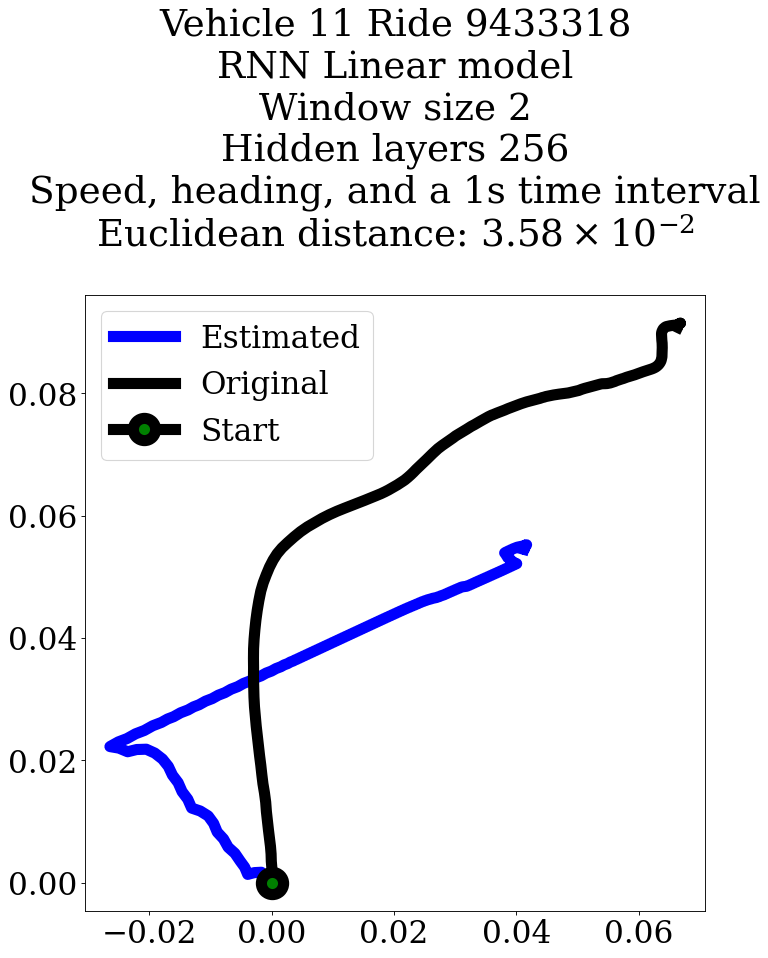 Vehicle 11 Ride 9433318
RNN Linear model
Window size 2
Hidden layers 256
Speed, heading, and a 1s time interval
Euclidean distance: 3.58 × 10⁻²
Estimated
Original
Start
0.08
0.06
0.04
0.02
0.00
−0.02 0.00 0.02 0.04 0.06